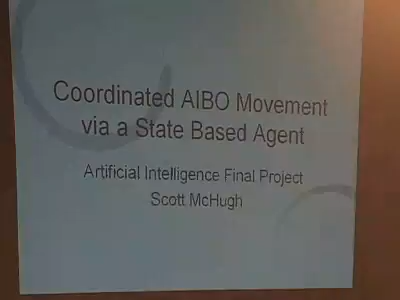 Coordinated AIBO Movement
via a State Based Agent
Artificial Intelligence Final Project
Scott McHugh